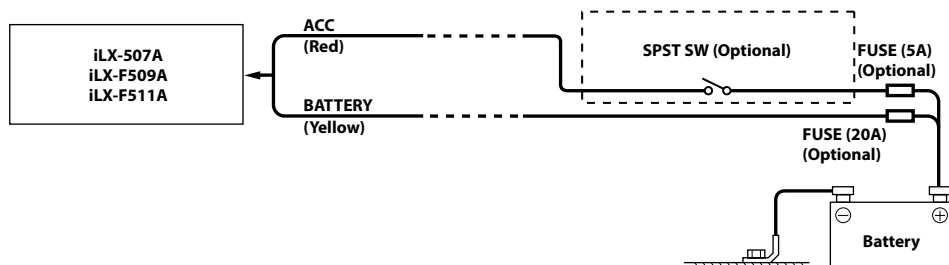 iLX-507A
iLX-F509A
iLX-F511A
ACC
(Red)
BATTERY
(Yellow)
SPST SW (Optional)
FUSE (5A)
(Optional)
FUSE (20A)
(Optional)
Battery